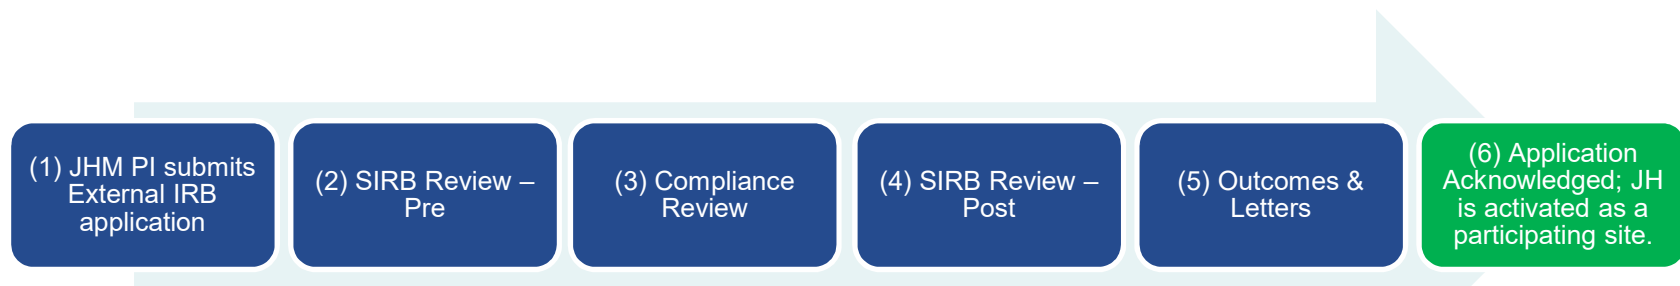 (1) JHM PI submits
External IRB
application
(2) SIRB Review –
Pre
(3) Compliance
Review
(4) SIRB Review –
Post
(5) Outcomes &
Letters
(6) Application
Acknowledged; JH
is activated as a
participating site.